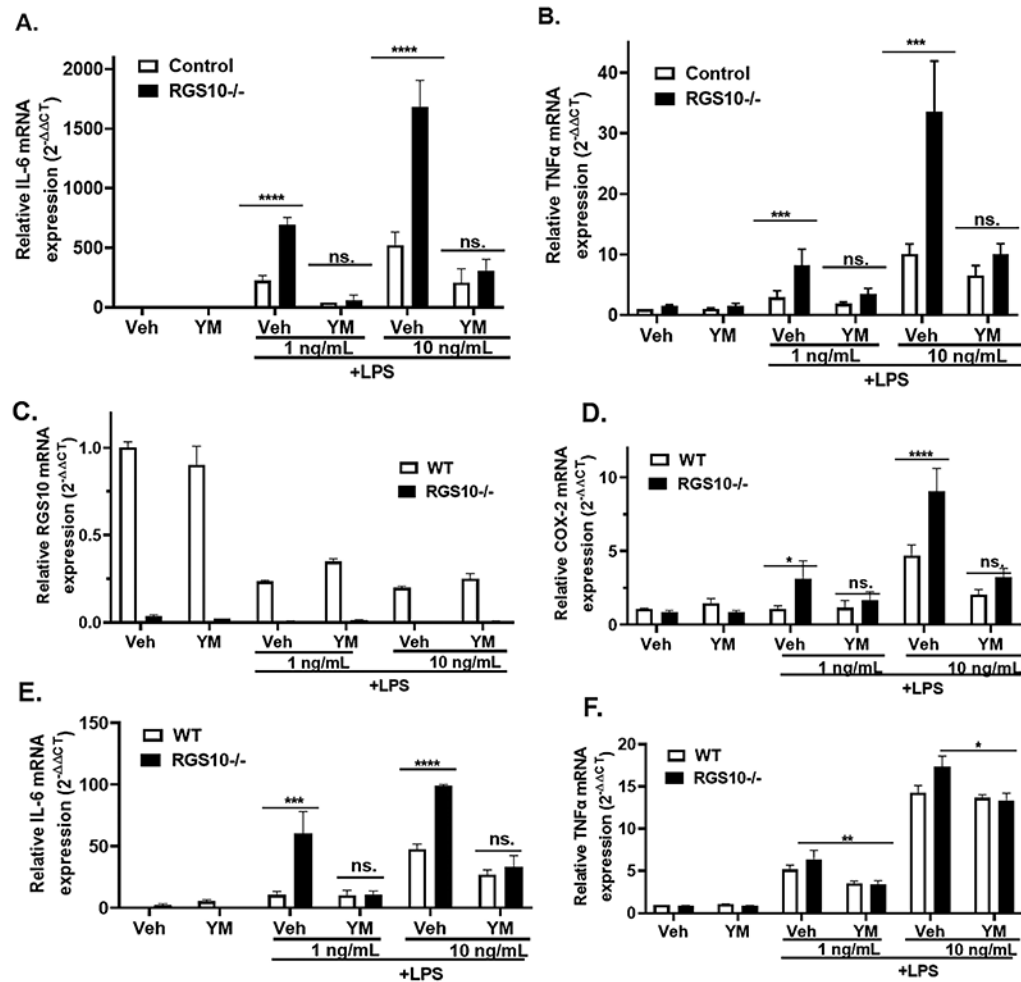 A.
****
****
2000
1500
1000
500
0
Control
RGS10-/-
Relative IL-6 mRNA
expression (2^-ΔΔCT)
****
ns.
ns.
Veh YM Veh YM Veh YM
1 ng/mL 10 ng/mL
+LPS
B.
***
40
30
20
10
0
Control
RGS10-/-
Relative TNFα mRNA
expression (2^-ΔΔCT)
***
ns.
ns.
Veh YM Veh YM Veh YM
1 ng/mL 10 ng/mL
+LPS
C.
1.0
0.5
0.0
WT
RGS10-/-
Relative RGS10 mRNA
expression (2^-ΔΔCT)
Veh YM Veh YM Veh YM
1 ng/mL 10 ng/mL
+LPS
D.
10
5
0
WT
RGS10-/-
Relative COX-2 mRNA
expression (2^-ΔΔCT)
*
ns.
****
ns.
Veh YM Veh YM Veh YM
1 ng/mL 10 ng/mL
+LPS
E.
150
100
50
0
WT
RGS10-/-
Relative IL-6 mRNA
expression (2^-ΔΔCT)
***
ns.
****
ns.
Veh YM Veh YM Veh YM
1 ng/mL 10 ng/mL
+LPS
F.
20
15
10
5
0
WT
RGS10-/-
Relative TNFα mRNA
expression (2^-ΔΔCT)
**
*
Veh YM Veh YM Veh YM
1 ng/mL 10 ng/mL
+LPS